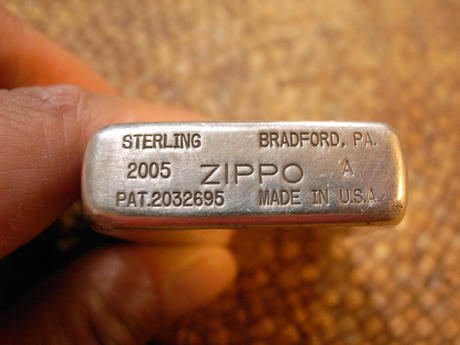 STERLING BRADFORD, PA.
2005 ZIPPO A
PAT.2032695 MADE IN U.S.A.